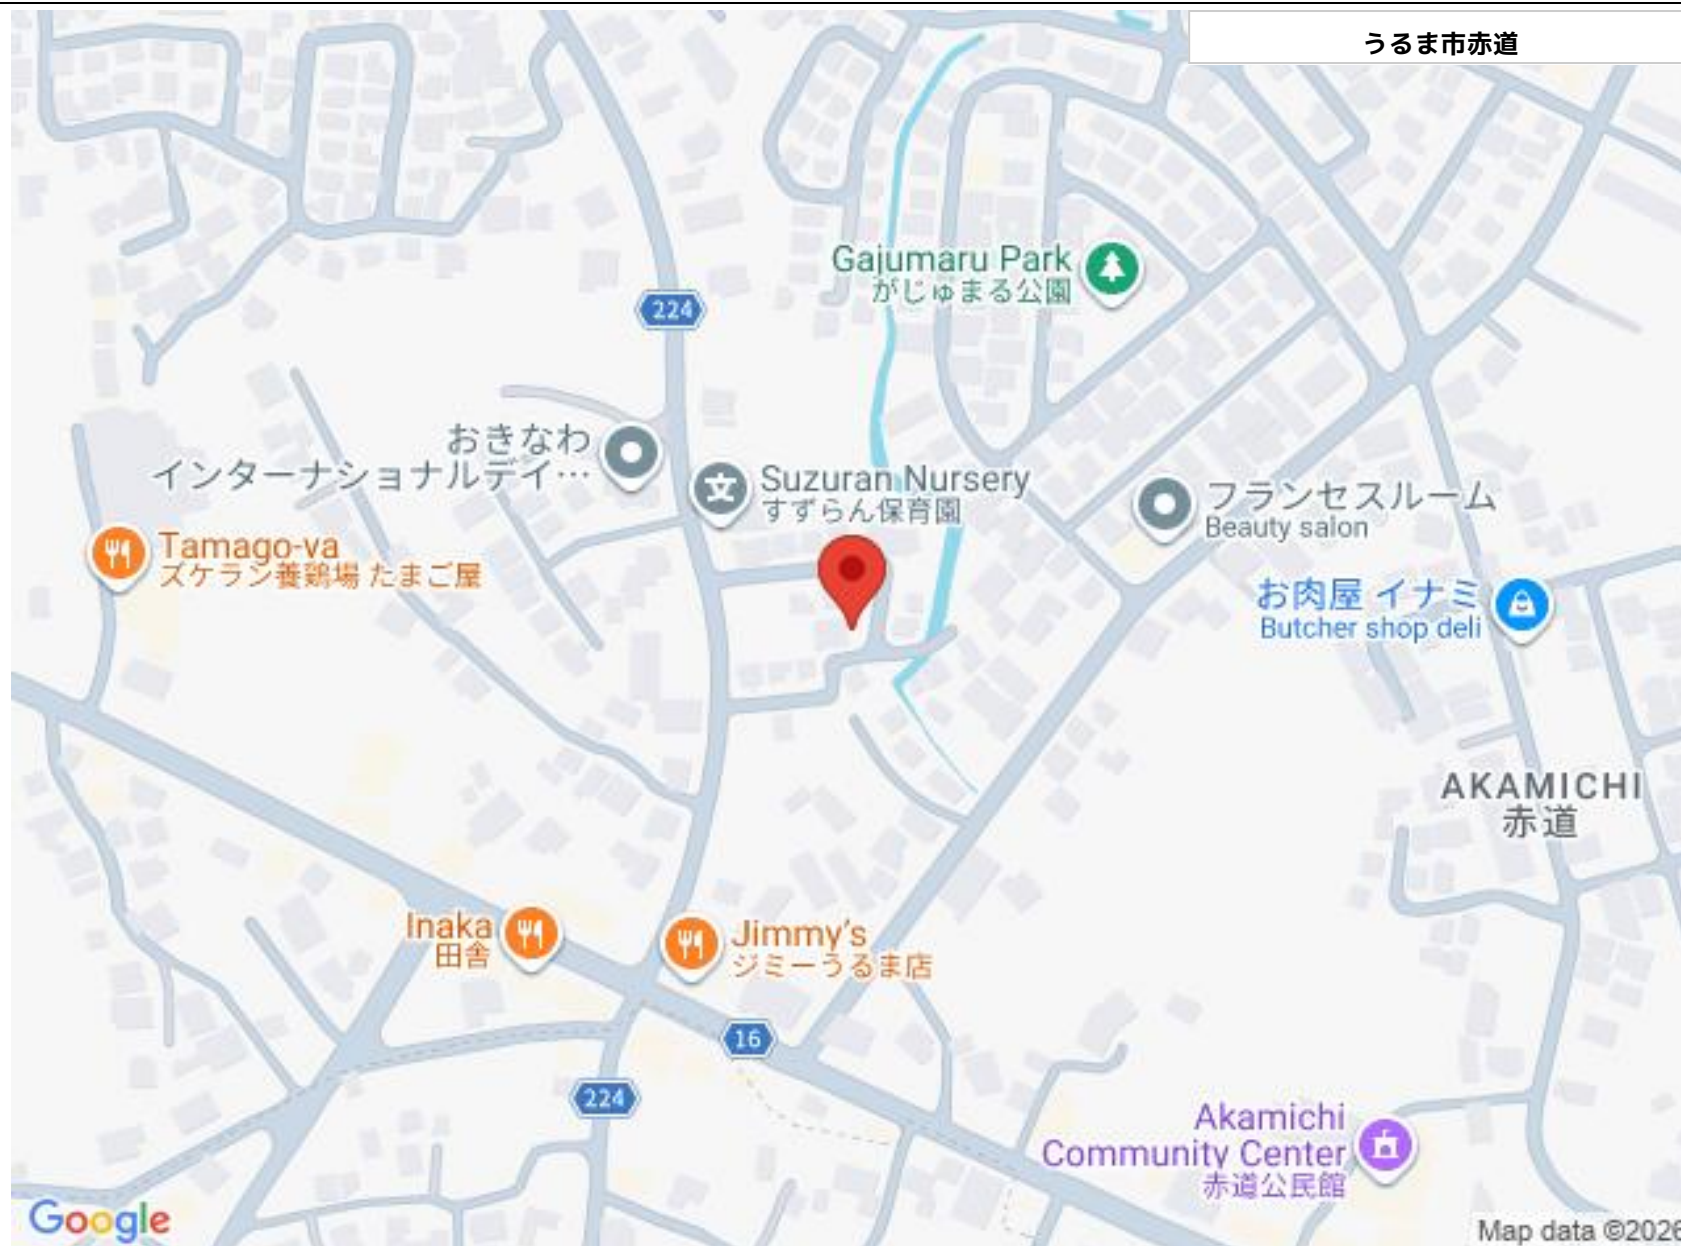 うるま市赤道
Gajumaru Park
がじゅまる公園
224
おきなわ
インターナショナルデイ…
Suzuran Nursery
すずらん保育園
フランセスルーム
Beauty salon
Tamago-ya
ズケラン養鶏場 たまご屋
お肉屋 イナミ
Butcher shop deli
AKAMICHI
赤道
Inaka
田舎
Jimmy's
ジミーうるま店
16
224
Akamichi
Community Center
赤道公民館
Google
Map data ©2026